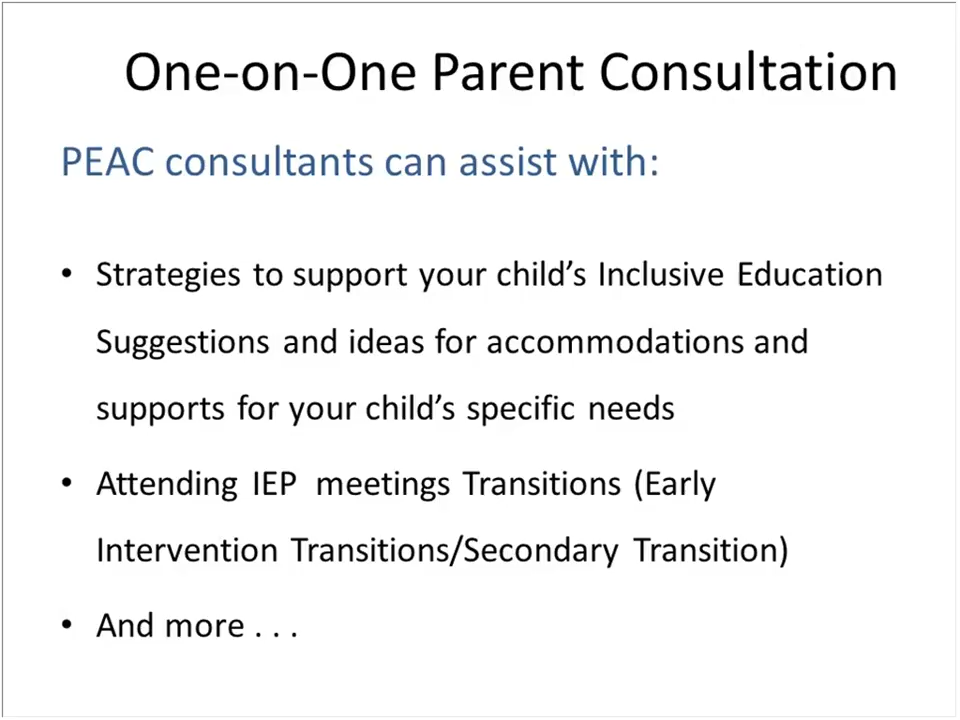 One-on-One Parent Consultation
PEAC consultants can assist with:
• Strategies to support your child’s Inclusive Education
Suggestions and ideas for accommodations and
supports for your child’s specific needs
• Attending IEP meetings Transitions (Early
Intervention Transitions/Secondary Transition)
• And more . . .